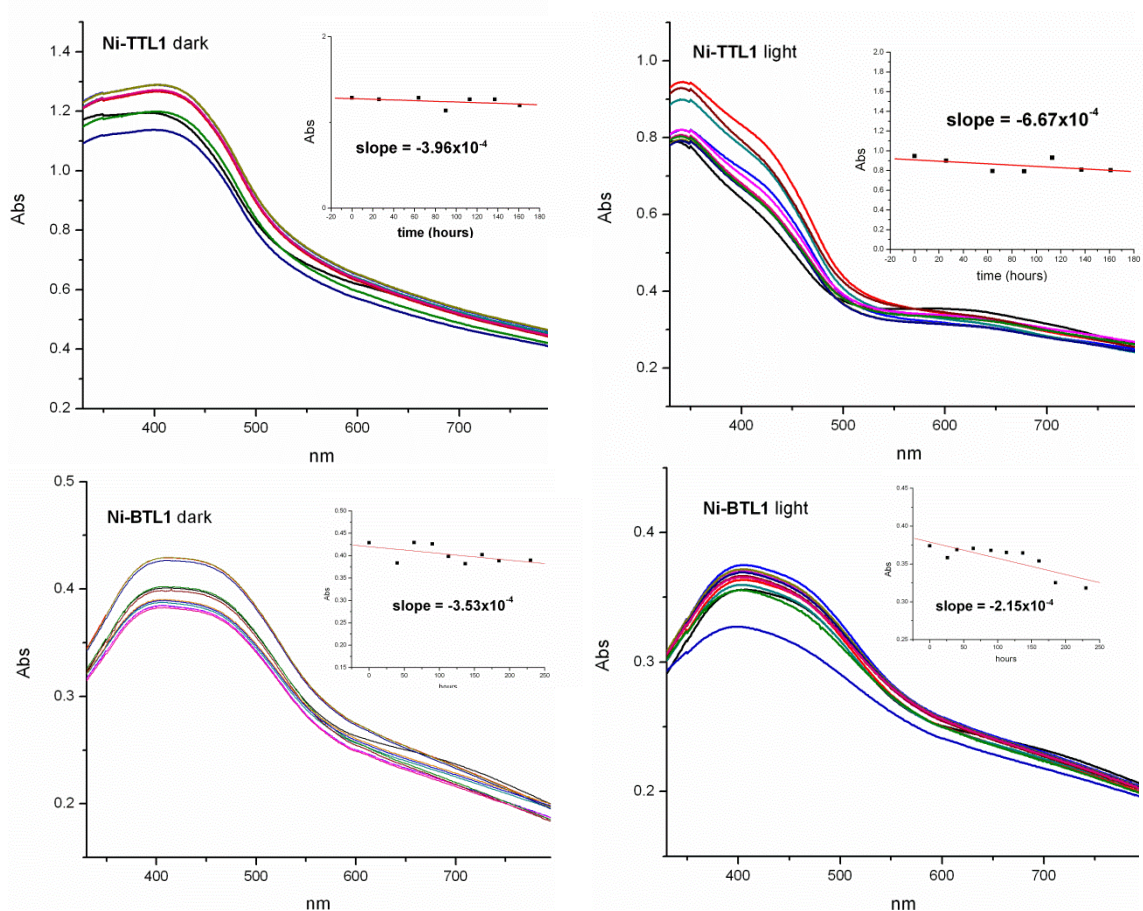 Ni-TTL1 dark
Abs
1.4
1.2
1.0
0.8
0.6
0.4
0.2
400 500 600 700
nm
Abs
2
0
-20 0 20 40 60 80 100 120 140 160 180
time (hours)
slope = -3.96x10-4
Ni-TTL1 light
Abs
1.0
0.8
0.6
0.4
0.2
400 500 600 700
nm
Abs
2.0
1.8
1.6
1.4
1.2
1.0
0.8
0.6
0.4
0.2
0.0
-20 0 20 40 60 80 100 120 140 160 180
time (hours)
slope = -6.67x10-4
Ni-BTL1 dark
Abs
0.5
0.4
0.3
0.2
400 500 600 700
nm
Abs
0.50
0.45
0.40
0.35
0.30
0.25
0.20
0.15
0 50 100 150 200 250
hours
slope = -3.53x10-4
Ni-BTL1 light
Abs
0.4
0.3
0.2
400 500 600 700
nm
Abs
0.45
0.40
0.35
0.30
0.25
0 50 100 150 200 250
hours
slope = -2.15x10-4